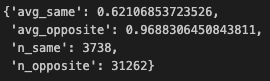 {'avg_same': 0.62106853723526,
'avg_opposite': 0.9688306450843811,
'n_same': 3738,
'n_opposite': 31262}